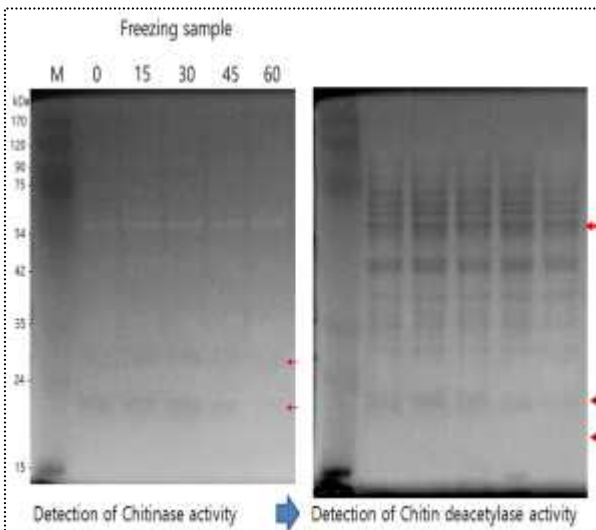 Freezing sample
M 0 15 30 45 60
kDa
170
120
90
75
54
42
35
24
15
Detection of Chitinase activity
Detection of Chitin deacetylase activity